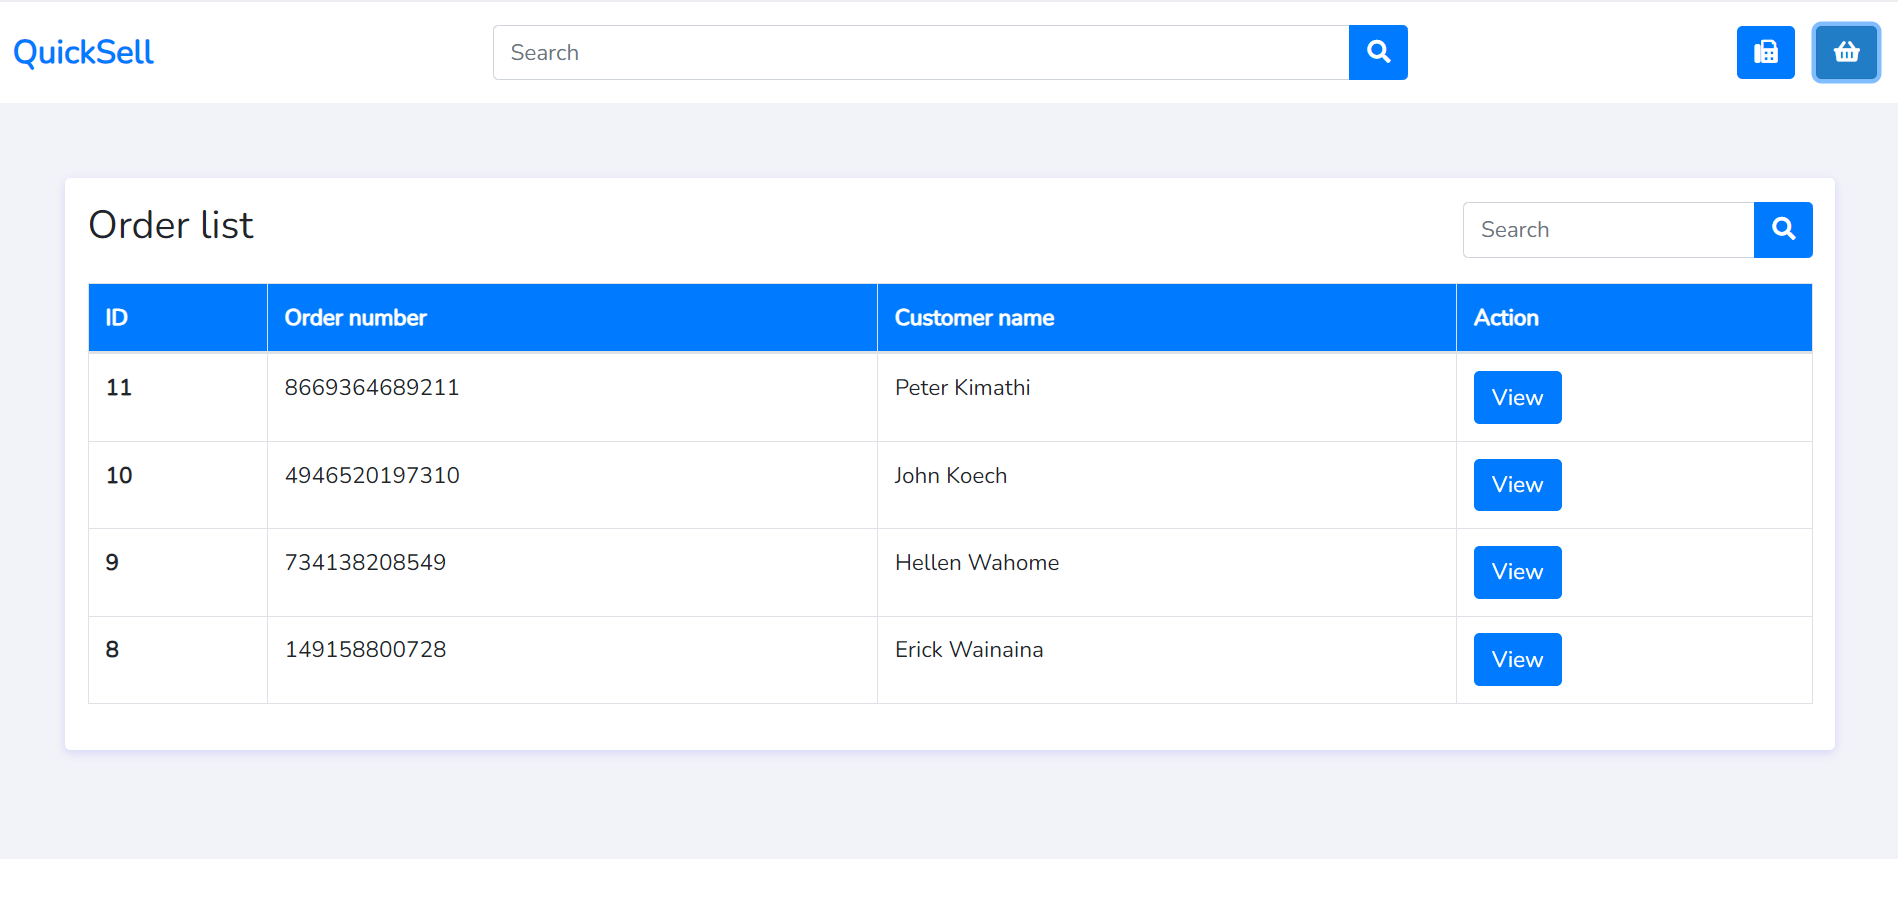 QuickSell
Search
Order list
Search
ID Order number Customer name Action
11 8669364689211 Peter Kimathi View
10 4946520197310 John Koech View
9 734138208549 Hellen Wahome View
8 149158800728 Erick Wainaina View